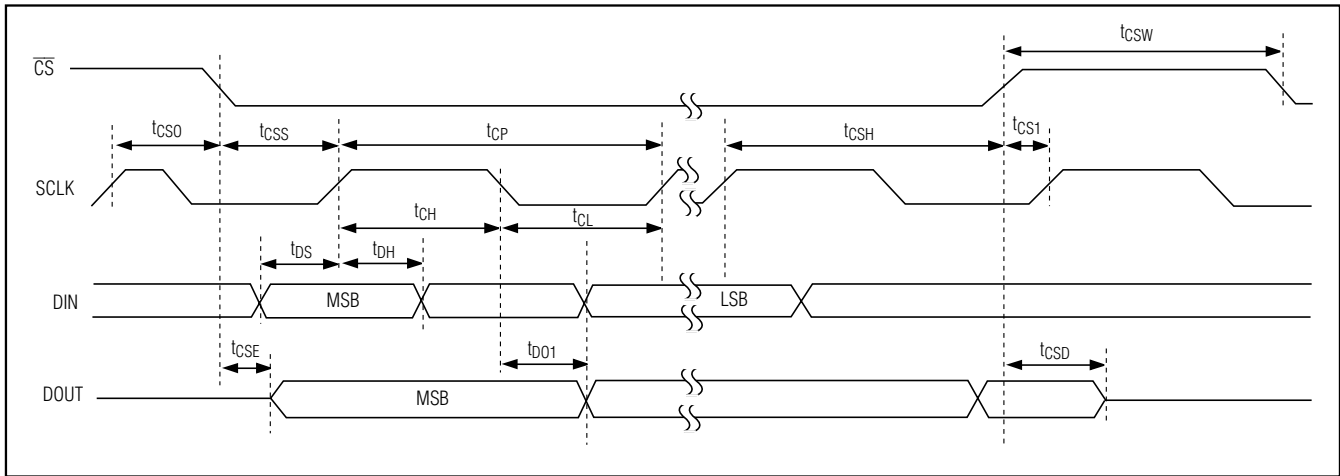 CS
tCSW
tCSO tCSS tCP tCSH tCS1
SCLK
tCH tCL
tDS tDH
DIN MSB LSB
tCSE tDO1 tCSD
DOUT MSB